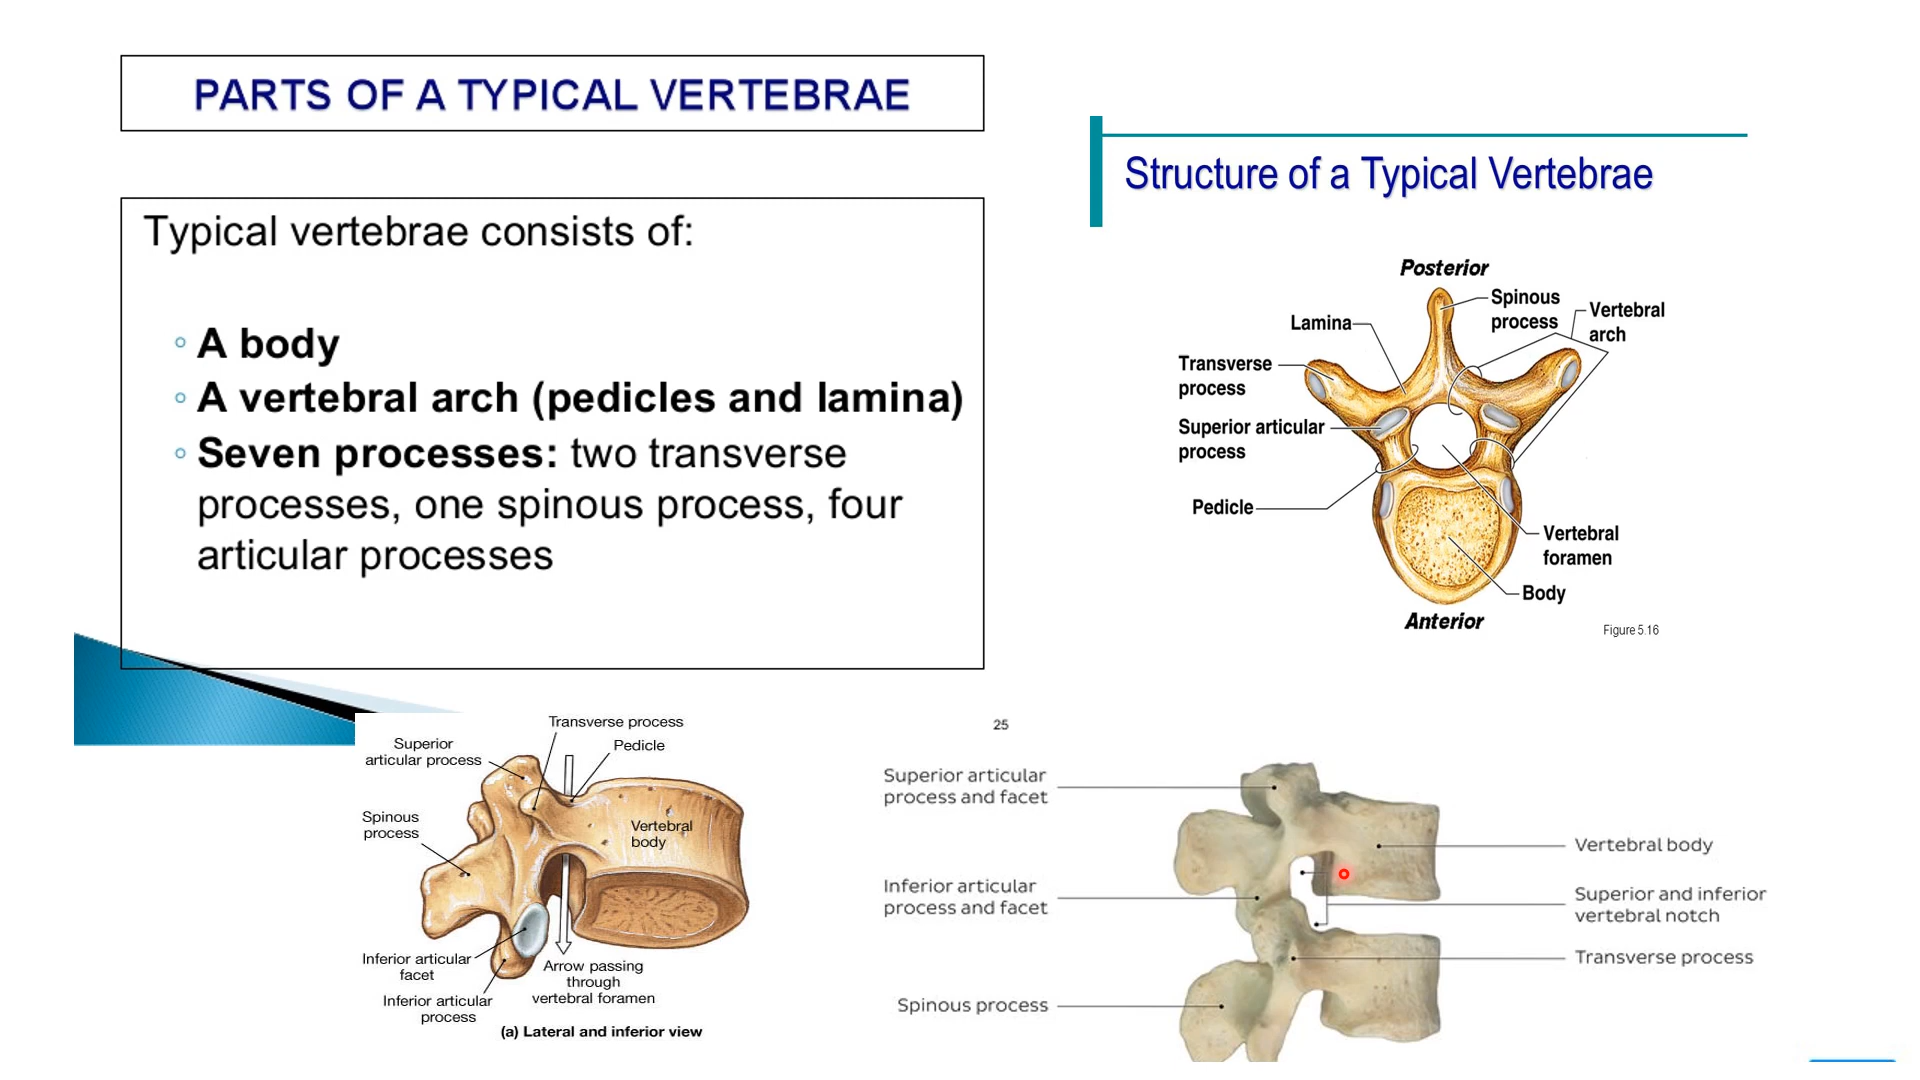 PARTS OF A TYPICAL VERTEBRAE
Typical vertebrae consists of:
A body
A vertebral arch (pedicles and lamina)
Seven processes: two transverse
processes, one spinous process, four
articular processes
Structure of a Typical Vertebrae
Posterior
Spinous
process
Vertebral
arch
Lamina
Transverse
process
Superior articular
process
Pedicle
Vertebral
foramen
Body
Anterior
Figure 5.16
Transverse process
Pedicle
Superior
articular process
Spinous
process
Vertebral
body
Inferior articular
facet
Inferior articular
process
Arrow passing
through
vertebral foramen
(a) Lateral and inferior view
25
Superior articular
process and facet
Inferior articular
process and facet
Spinous process
Vertebral body
Superior and inferior
vertebral notch
Transverse process